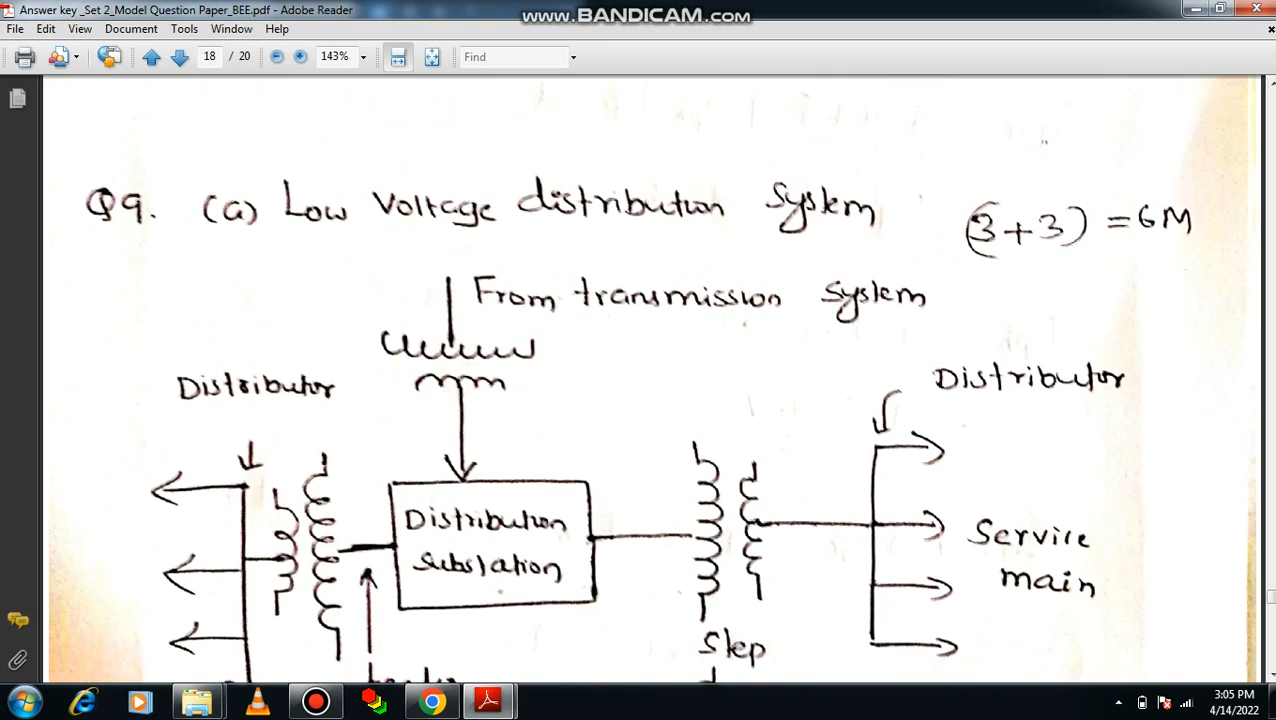 Answer key _Set 2_Model Question Paper_BEE.pdf - Adobe Reader
www.BANDICAM.com
File Edit View Document Tools Window Help
18 / 20 143% Find
Q9. (a) Low Voltage distribution System (3+3) = 6M
From transmission System
Distributor
Distributor
Distribution
substation
Service
main
Step
3:05 PM
4/14/2022